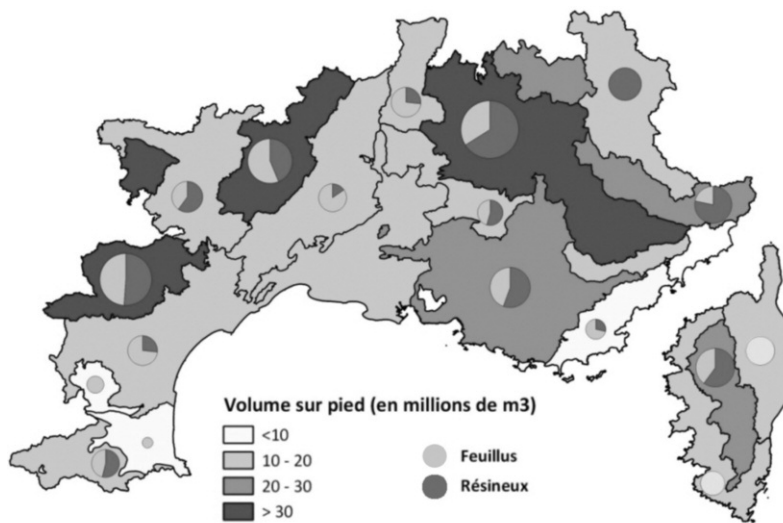 Volume sur pied (en millions de m3)
<10
10 - 20
20 - 30
> 30
Feuillus
Résineux